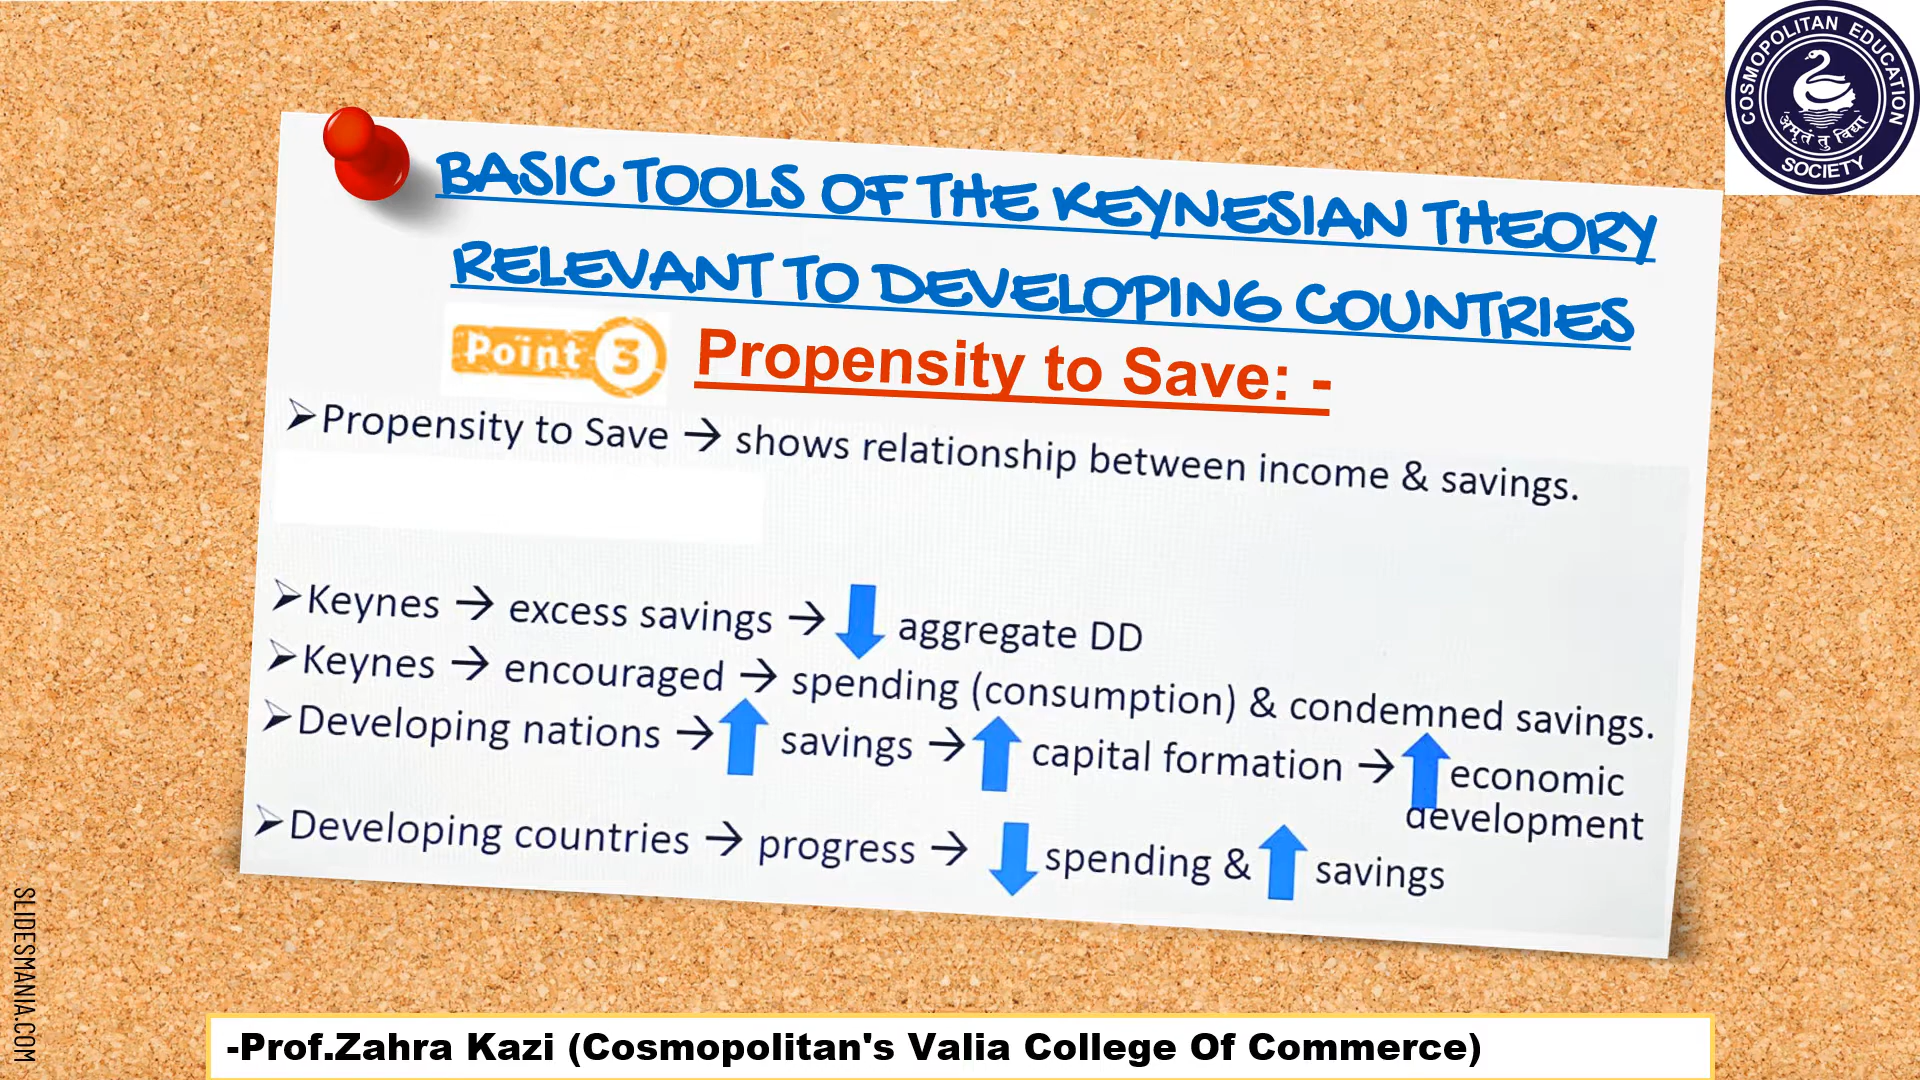 COSMOPOLITAN EDUCATION
अमृतं तु विद्या
SOCIETY
BASIC TOOLS OF THE KEYNESIAN THEORY
RELEVANT TO DEVELOPING COUNTRIES
Point 3 Propensity to Save: -
➢Propensity to Save → shows relationship between income & savings.
➢Keynes → excess savings → ⬇ aggregate DD
➢Keynes → encouraged → spending (consumption) & condemned savings.
➢Developing nations → ⬆ savings → ⬆ capital formation → ⬆ economic
development
➢Developing countries → progress → ⬇ spending & ⬆ savings
SLIDESMANIA.COM
-Prof.Zahra Kazi (Cosmopolitan's Valia College Of Commerce)